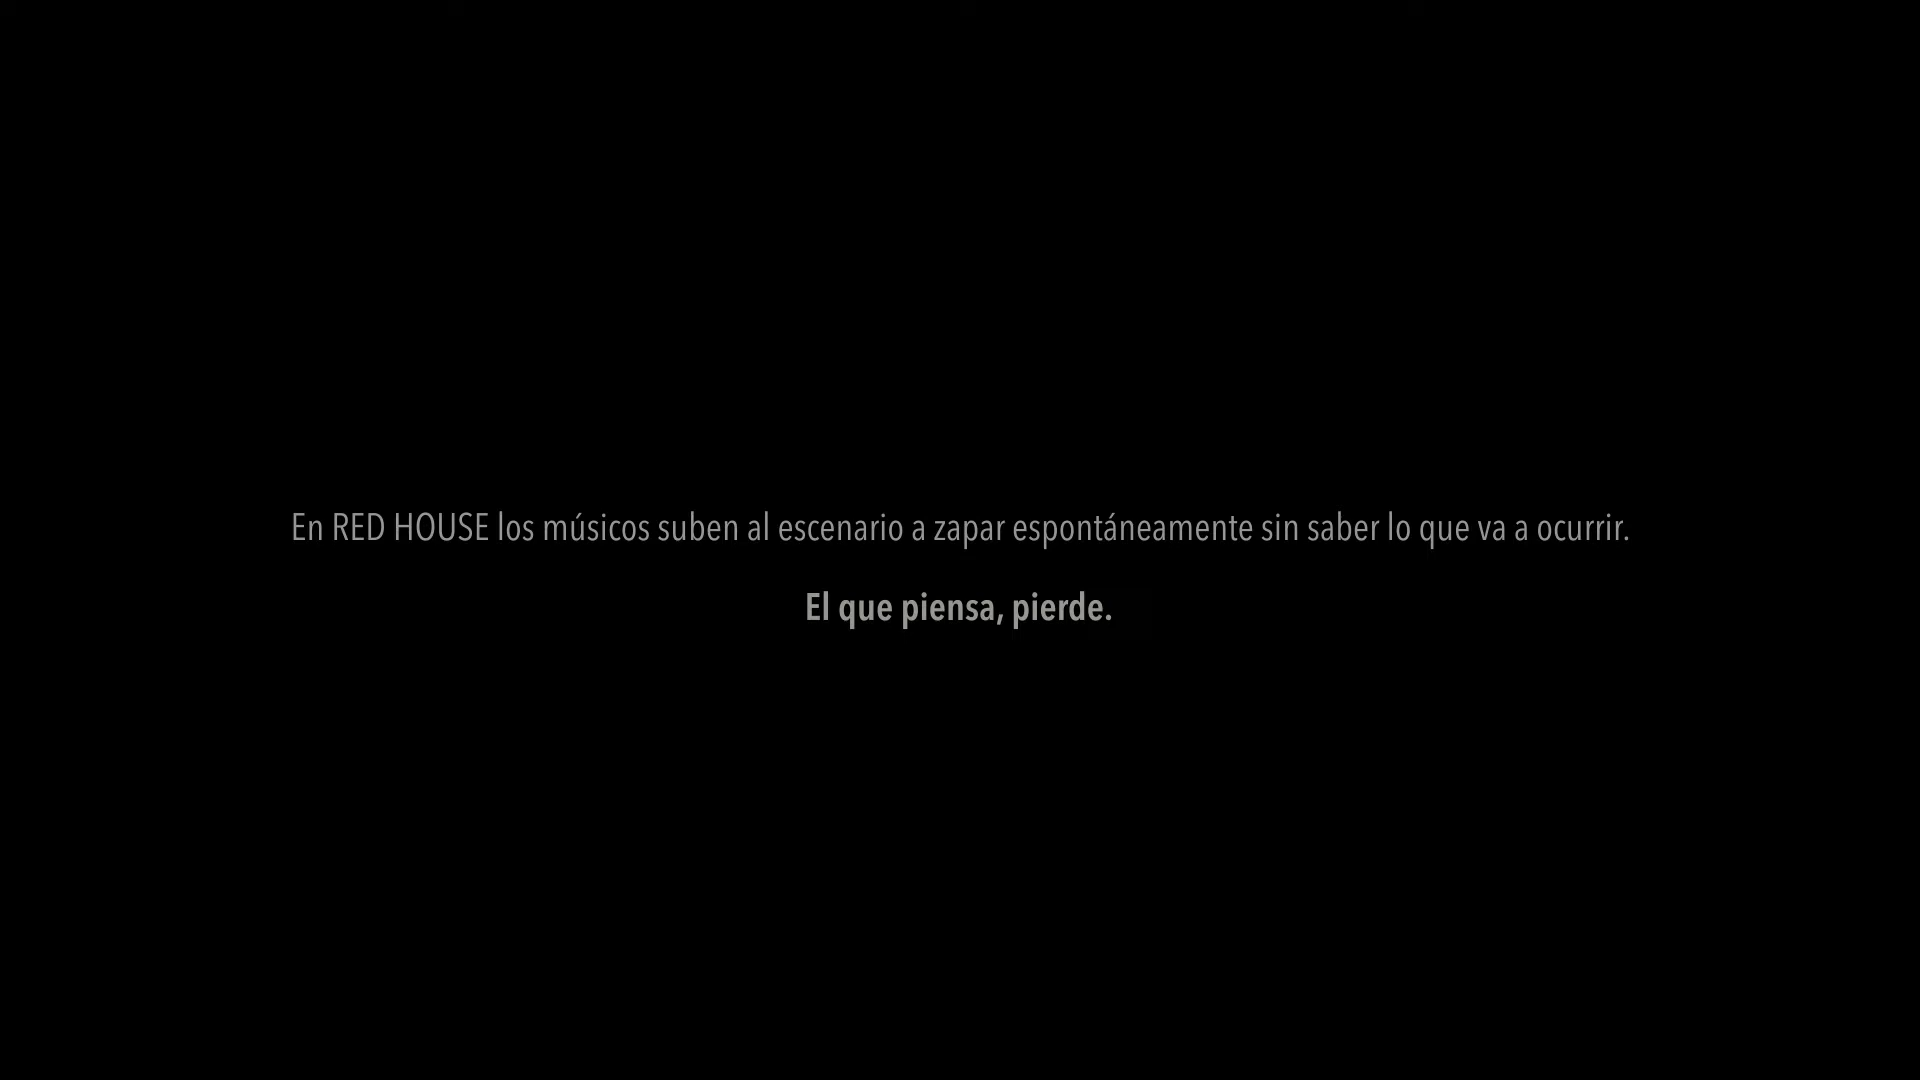 En RED HOUSE los músicos suben al escenario a zapar espontáneamente sin saber lo que va a ocurrir.
El que piensa, pierde.